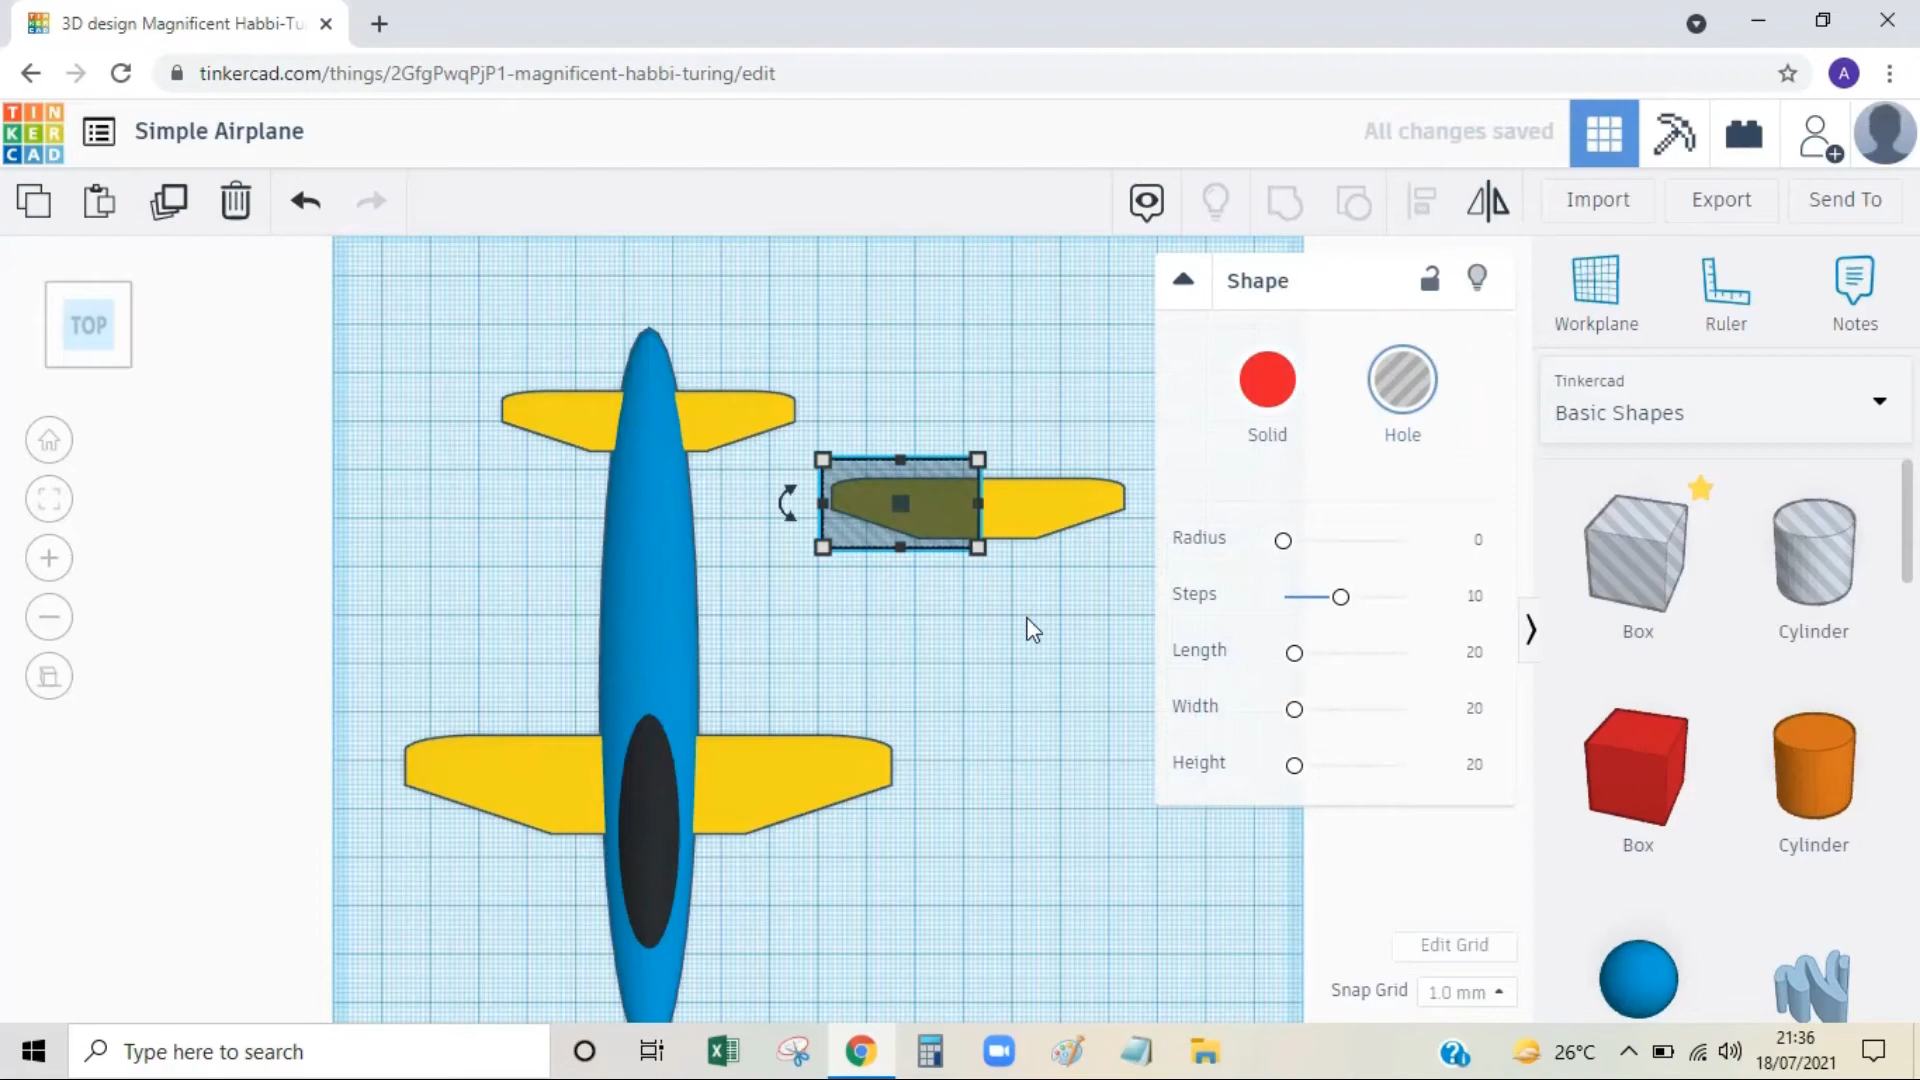 3D design Magnificent Habbi-Tu
tinkercad.com/things/2GfgPwqPjP1-magnificent-habbi-turing/edit
TIN
KER
CAD
Simple Airplane
All changes saved
Import
Export
Send To
TOP
Shape
Solid
Hole
Radius 0
Steps 10
Length 20
Width 20
Height 20
Workplane
Ruler
Notes
Tinkercad
Basic Shapes
Box
Cylinder
Box
Cylinder
Edit Grid
Snap Grid 1.0 mm
A
Type here to search
26°C
21:36
18/07/2021